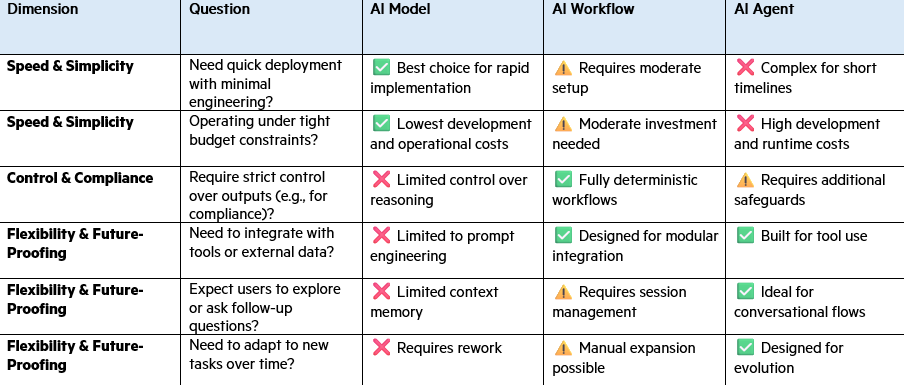 Dimension Question AI Model AI Workflow AI Agent
Speed & Simplicity Need quick deployment ✅ Best choice for rapid ⚠️ Requires moderate ❌ Complex for short
with minimal implementation setup timelines
engineering?
Speed & Simplicity Operating under tight ✅ Lowest development ⚠️ Moderate investment ❌ High development
budget constraints? and operational costs needed and runtime costs
Control & Compliance Require strict control ❌ Limited control over ✅ Fully deterministic ⚠️ Requires additional
over outputs (e.g., for reasoning workflows safeguards
compliance)?
Flexibility & Future- Need to integrate with ❌ Limited to prompt ✅ Designed for modular ✅ Built for tool use
Proofing tools or external data? engineering integration
Flexibility & Future- Expect users to explore ❌ Limited context ⚠️ Requires session ✅ Ideal for
Proofing or ask follow-up memory management conversational flows
questions?
Flexibility & Future- Need to adapt to new ❌ Requires rework ⚠️ Manual expansion ✅ Designed for
Proofing tasks over time? possible evolution